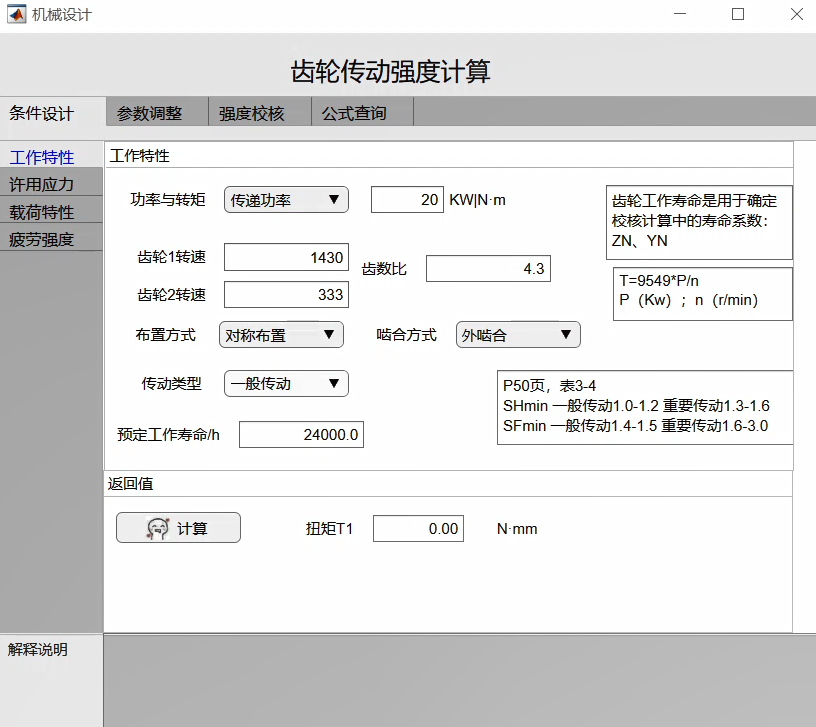 机械设计
齿轮传动强度计算
条件设计 参数调整 强度校核 公式查询
工作特性
许用应力
载荷特性
疲劳强度
工作特性
功率与转矩 传递功率 20 KW|N·m
齿轮工作寿命是用于确定
校核计算中的寿命系数：
ZN、YN
齿轮1转速 1430
齿数比 4.3
齿轮2转速 333
T=9549*P/n
P（Kw）；n（r/min）
布置方式 对称布置 啮合方式 外啮合
传动类型 一般传动
P50页，表3-4
SHmin 一般传动1.0-1.2 重要传动1.3-1.6
SFmin 一般传动1.4-1.5 重要传动1.6-3.0
预定工作寿命/h 24000.0
返回值
计算 扭矩T1 0.00 N·mm
解释说明